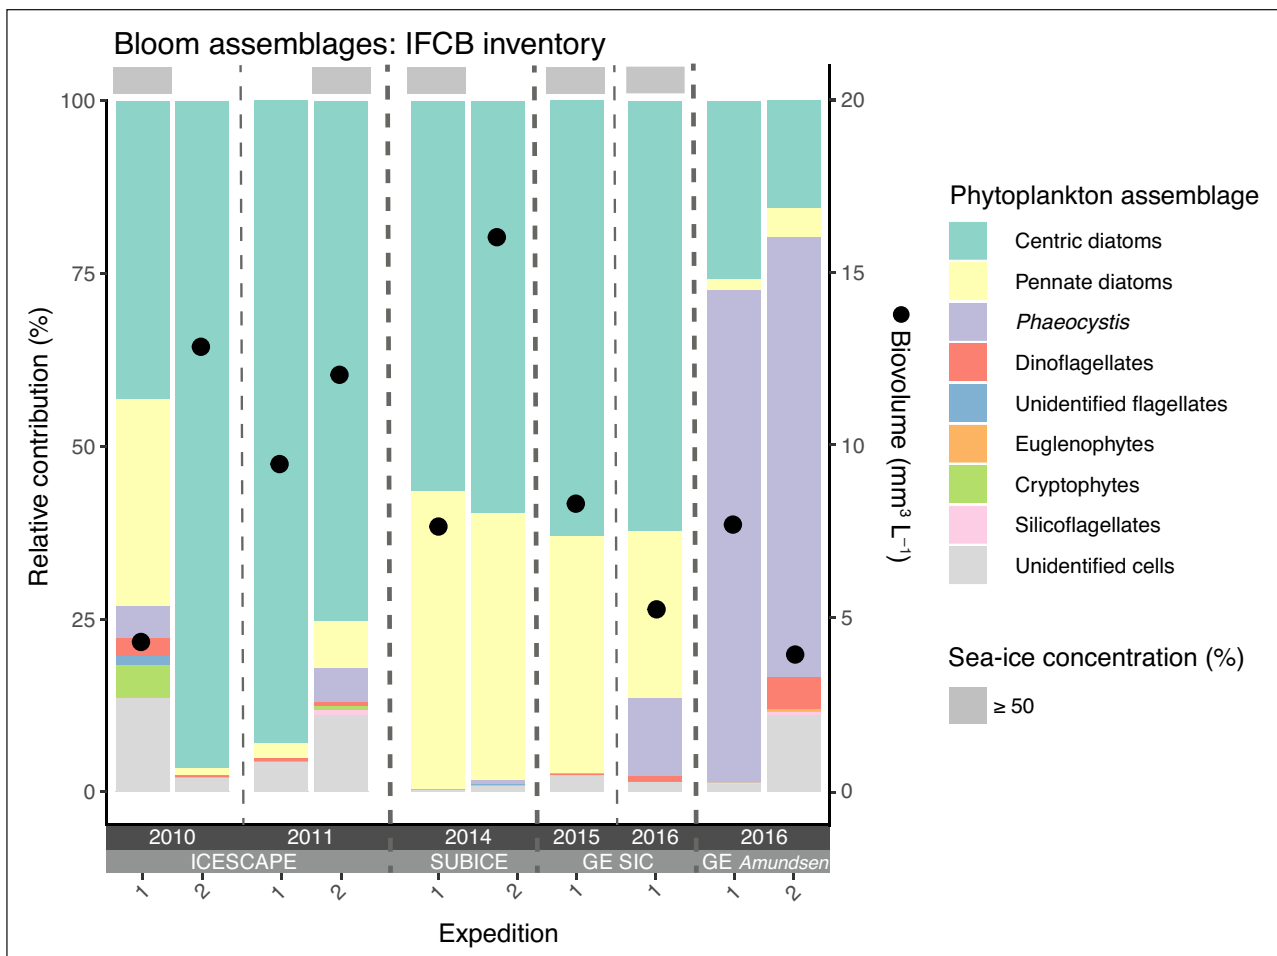 Bloom assemblages: IFCB inventory
100
75
50
25
0
Relative contribution (%)
20
15
10
5
0
Biovolume (mm³ L⁻¹)
2010
2011
2014
2015
2016
2016
ICESCAPE
SUBICE
GE SIC
GE Amundsen
1
2
1
2
1
2
1
1
1
2
Expedition
Phytoplankton assemblage
Centric diatoms
Pennate diatoms
Phaeocystis
Dinoflagellates
Unidentified flagellates
Euglenophytes
Cryptophytes
Silicoflagellates
Unidentified cells
Sea-ice concentration (%)
≥ 50